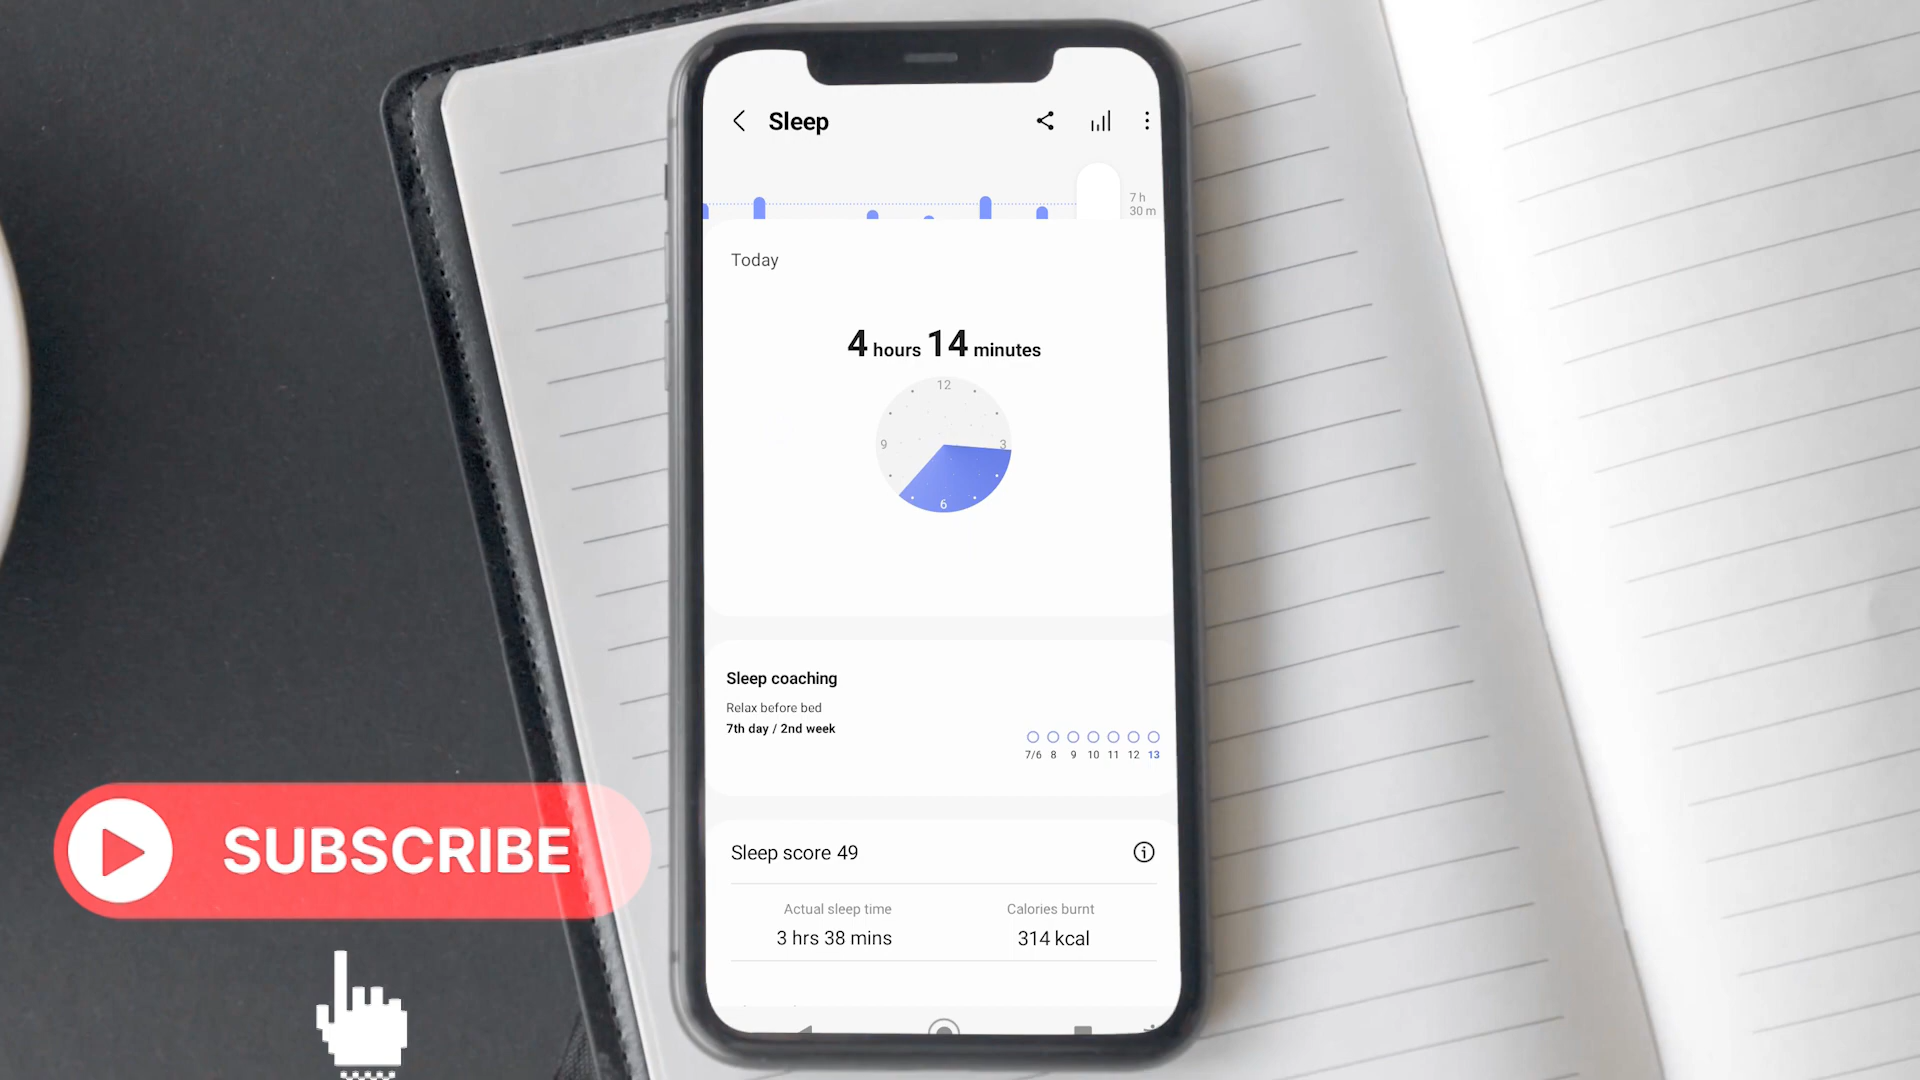 Sleep
7 h
30 m
Today
4 hours 14 minutes
12
9
3
6
Sleep coaching
Relax before bed
7th day / 2nd week
7/6 8 9 10 11 12 13
Sleep score 49
Actual sleep time
Calories burnt
3 hrs 38 mins
314 kcal
SUBSCRIBE